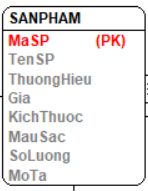 SANPHAM
MaSP (PK)
TenSP
ThuongHieu
Gia
KichThuoc
MauSac
SoLuong
MoTa